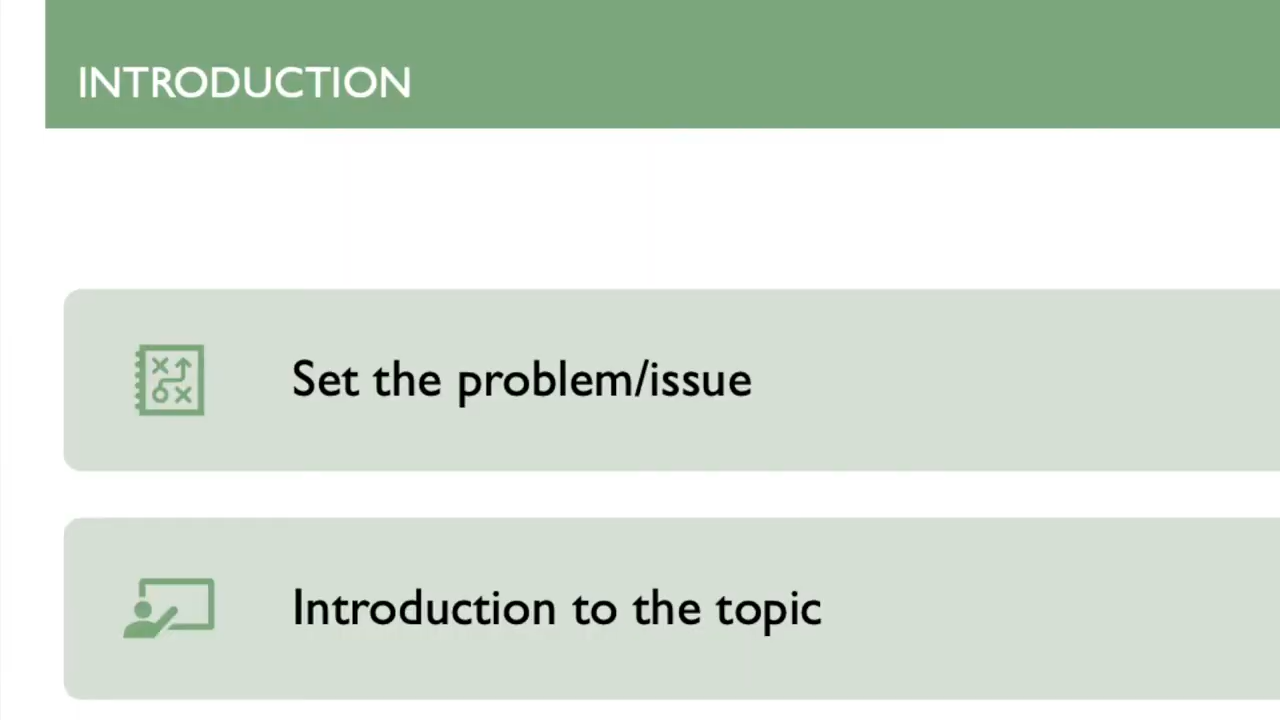 INTRODUCTION
Set the problem/issue
Introduction to the topic